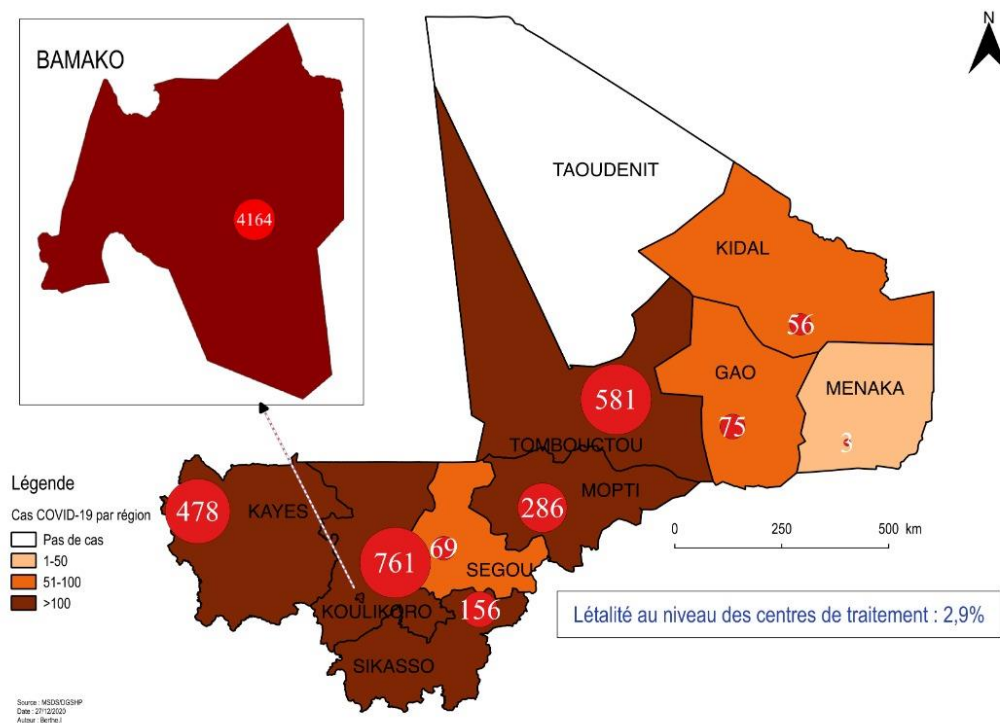 BAMAKO
4164
N
TAOUDENIT
KIDAL
56
GAO
MENAKA
581
75
3
TOMBOUCTOU
MOPTI
286
478
KAYES
761
69
SEGOU
156
KOULIKORO
SIKASSO
0 250 500 km
Légende
Cas COVID-19 par région
Pas de cas
1-50
51-100
>100
Létalité au niveau des centres de traitement : 2,9%
Source : MSDS/DGSHP
Date : 27/12/2020
Auteur : Berthe.I